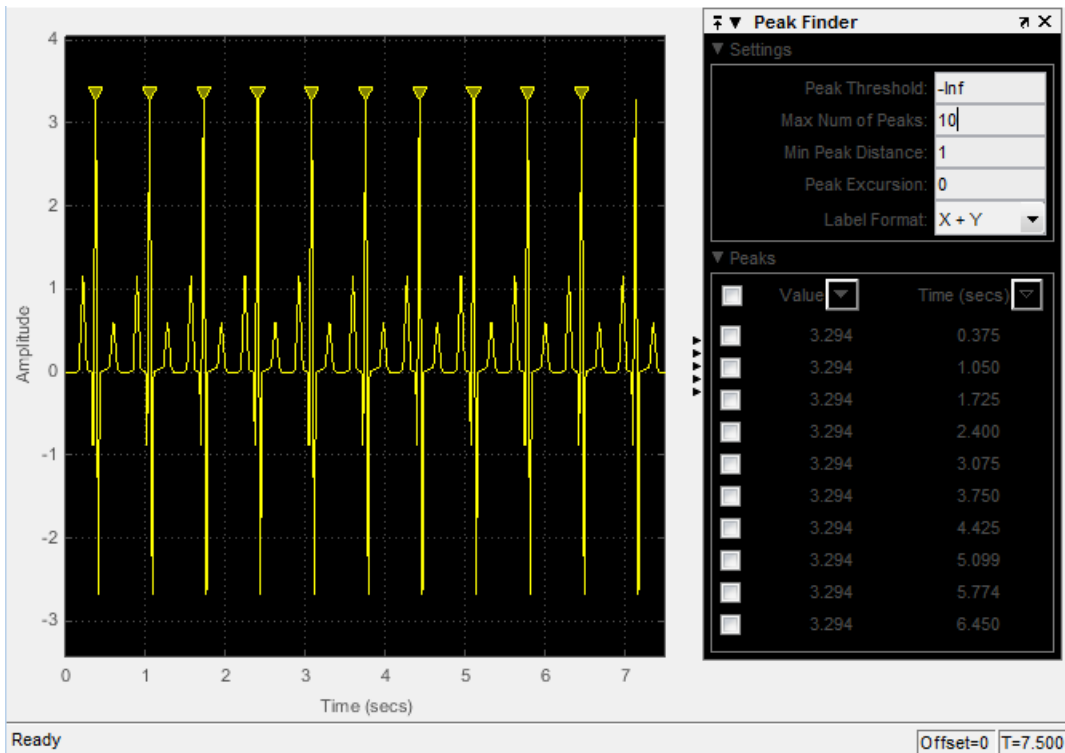 4
3
2
1
0
-1
-2
-3
Amplitude
0 1 2 3 4 5 6 7
Time (secs)
Peak Finder
Settings
Peak Threshold: -Inf
Max Num of Peaks: 10
Min Peak Distance: 1
Peak Excursion: 0
Label Format: X + Y
Peaks
Value Time (secs)
3.294 0.375
3.294 1.050
3.294 1.725
3.294 2.400
3.294 3.075
3.294 3.750
3.294 4.425
3.294 5.099
3.294 5.774
3.294 6.450
Ready Offset=0 T=7.500